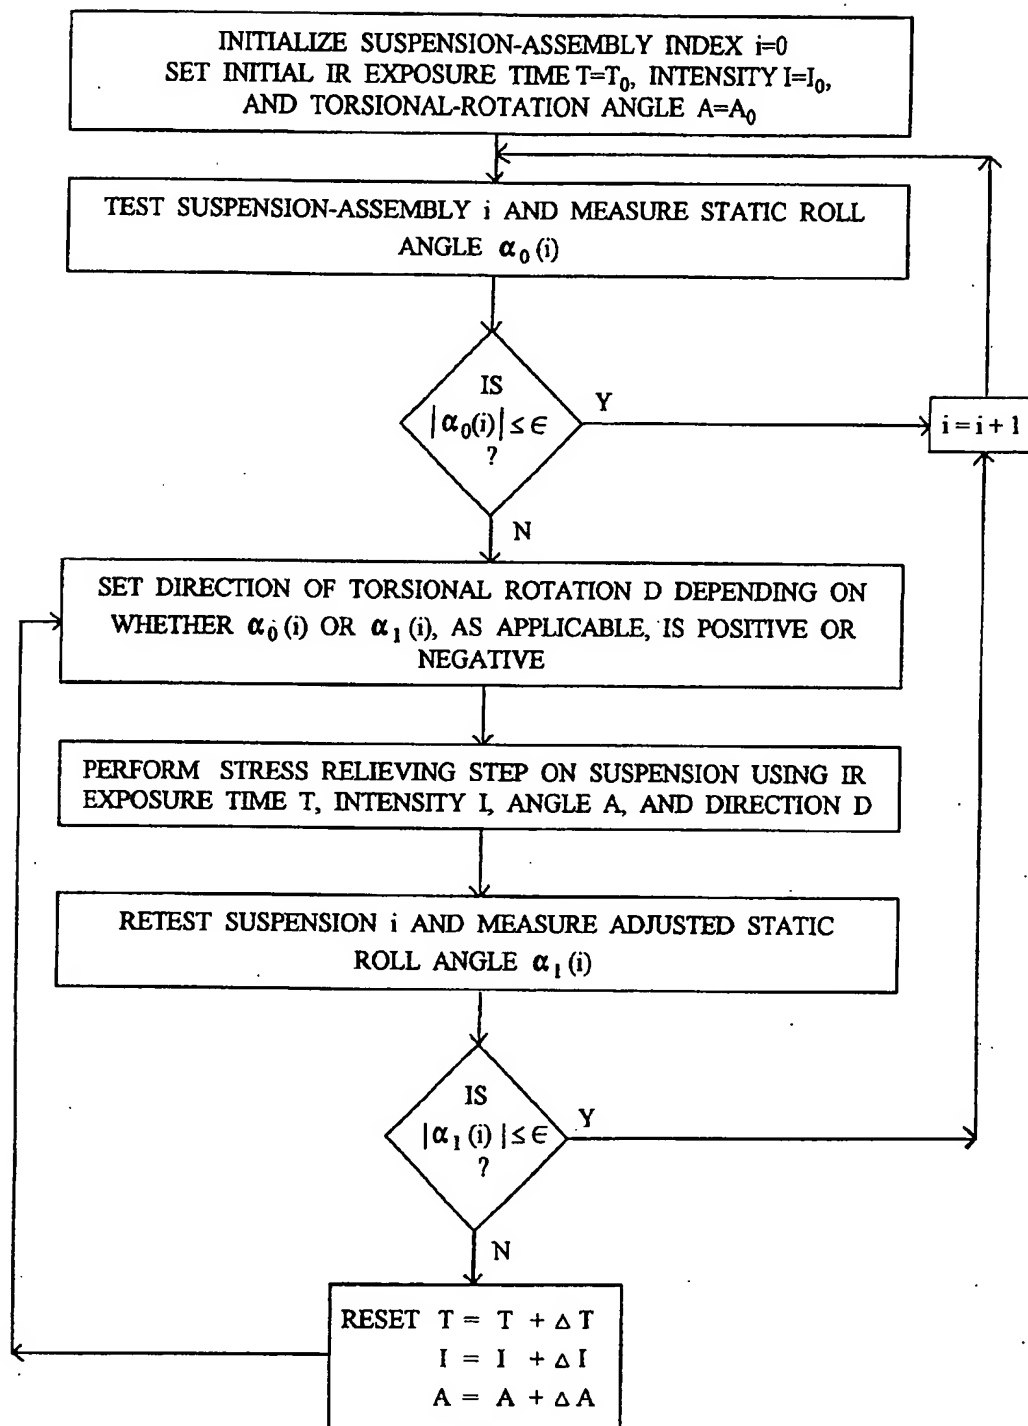 INITIALIZE SUSPENSION-ASSEMBLY INDEX i=0
SET INITIAL IR EXPOSURE TIME T=T₀, INTENSITY I=I₀,
AND TORSIONAL-ROTATION ANGLE A=A₀
TEST SUSPENSION-ASSEMBLY i AND MEASURE STATIC ROLL
ANGLE α₀(i)
IS
|α₀(i)| ≤ ∈
?
Y
i = i + 1
N
SET DIRECTION OF TORSIONAL ROTATION D DEPENDING ON
WHETHER α₀(i) OR α₁(i), AS APPLICABLE, IS POSITIVE OR
NEGATIVE
PERFORM STRESS RELIEVING STEP ON SUSPENSION USING IR
EXPOSURE TIME T, INTENSITY I, ANGLE A, AND DIRECTION D
RETEST SUSPENSION i AND MEASURE ADJUSTED STATIC
ROLL ANGLE α₁(i)
IS
|α₁(i)| ≤ ∈
?
Y
N
RESET T = T + Δ T
I = I + Δ I
A = A + Δ A